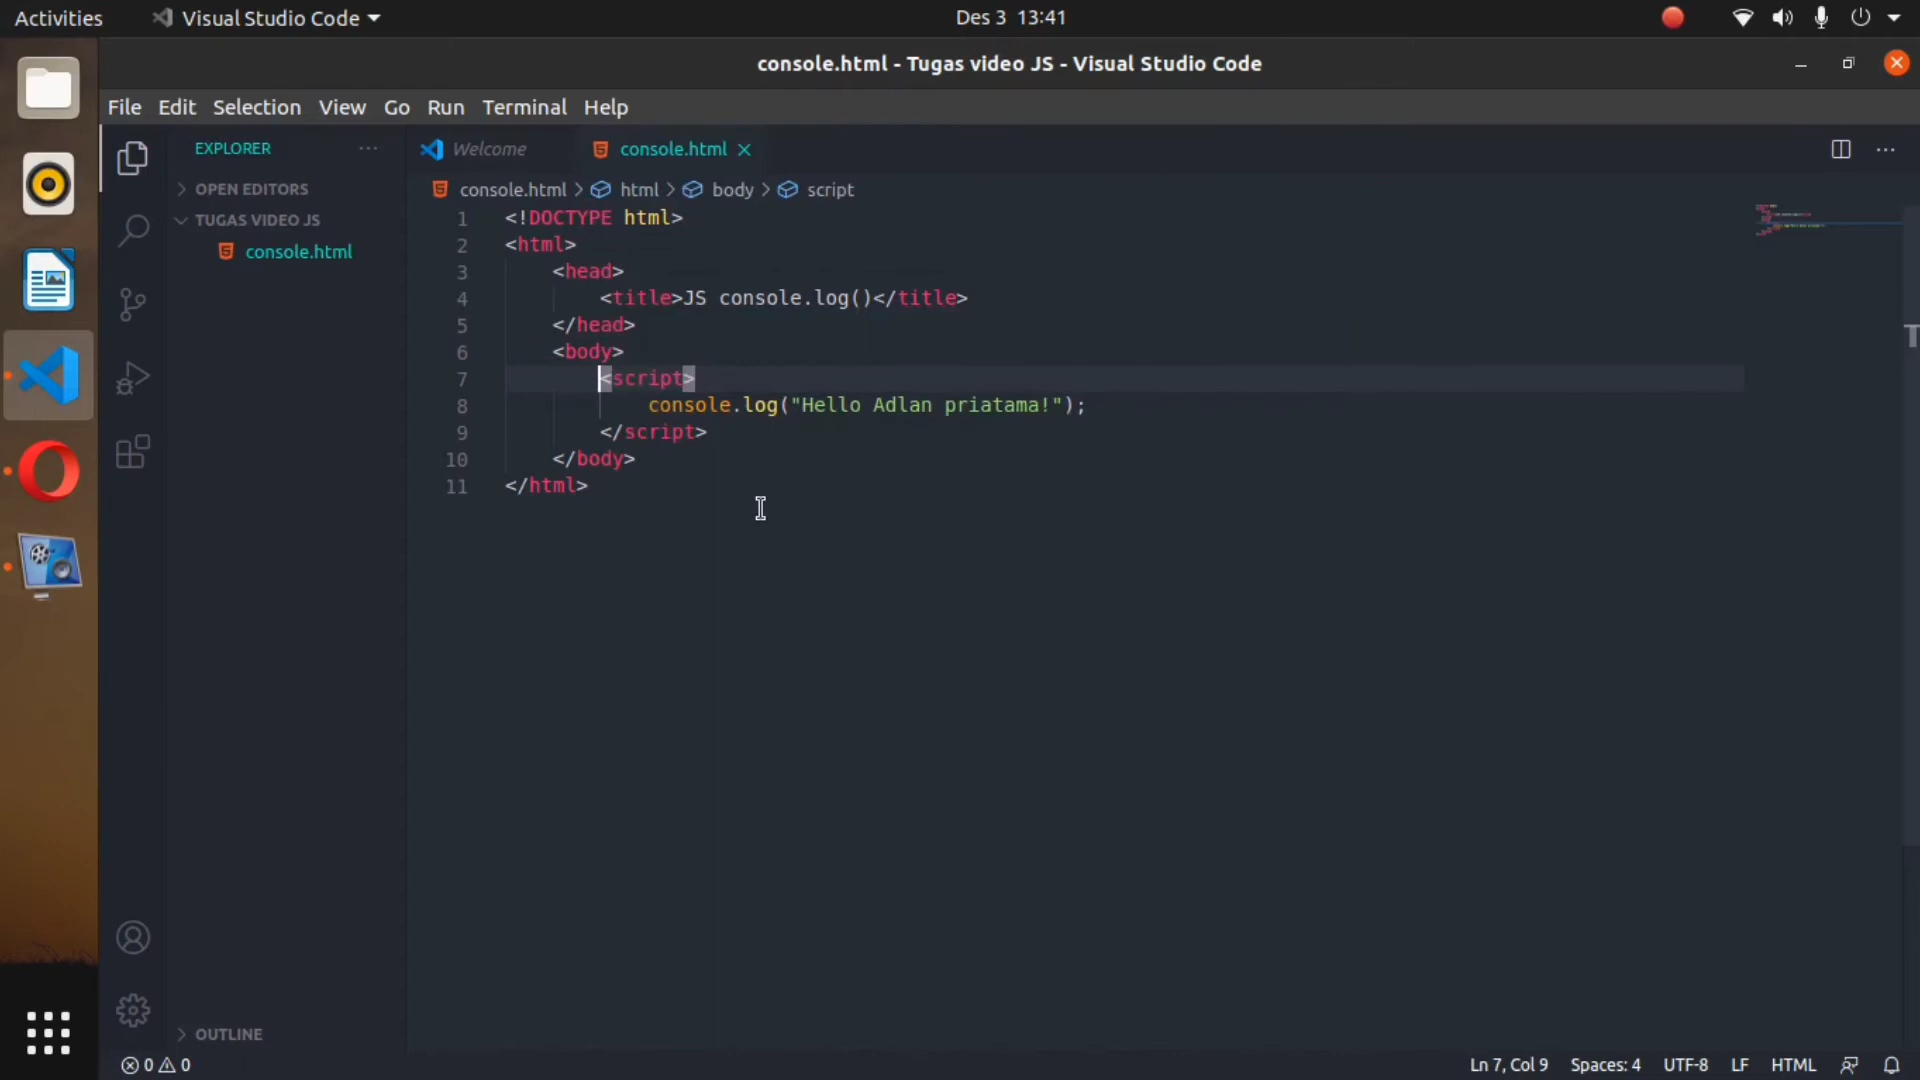 Activities
Visual Studio Code
Des 3 13:41
console.html - Tugas video JS - Visual Studio Code
File Edit Selection View Go Run Terminal Help
EXPLORER
OPEN EDITORS
TUGAS VIDEO JS
console.html
OUTLINE
Welcome
console.html
console.html > html > body > script
1 <!DOCTYPE html>
2 <html>
3 <head>
4 <title>JS console.log()</title>
5 </head>
6 <body>
7 <script>
8 console.log("Hello Adlan priatama!");
9 </script>
10 </body>
11 </html>
0 0
Ln 7, Col 9 Spaces: 4 UTF-8 LF HTML